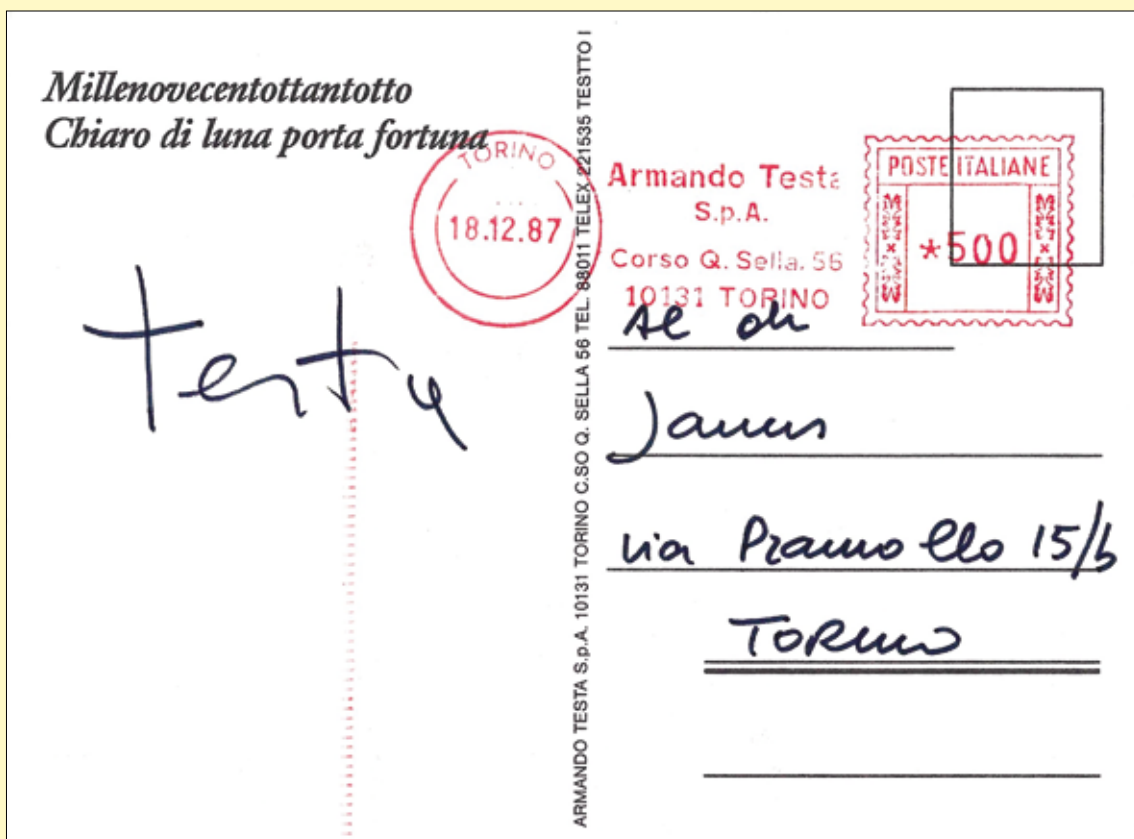 Millenovecentottantotto
Chiaro di luna porta fortuna
Testa
ARMANDO TESTA S.p.A. 10131 TORINO C.SO Q. SELLA 56 TEL. 88011 TELEX 221535 TESTTO I
TORINO
18.12.87
Armando Testa
S.p.A.
Corso Q. Sella. 56
10131 TORINO
POSTE ITALIANE
*500
Janus
via Pramollo 15/b
TORINO